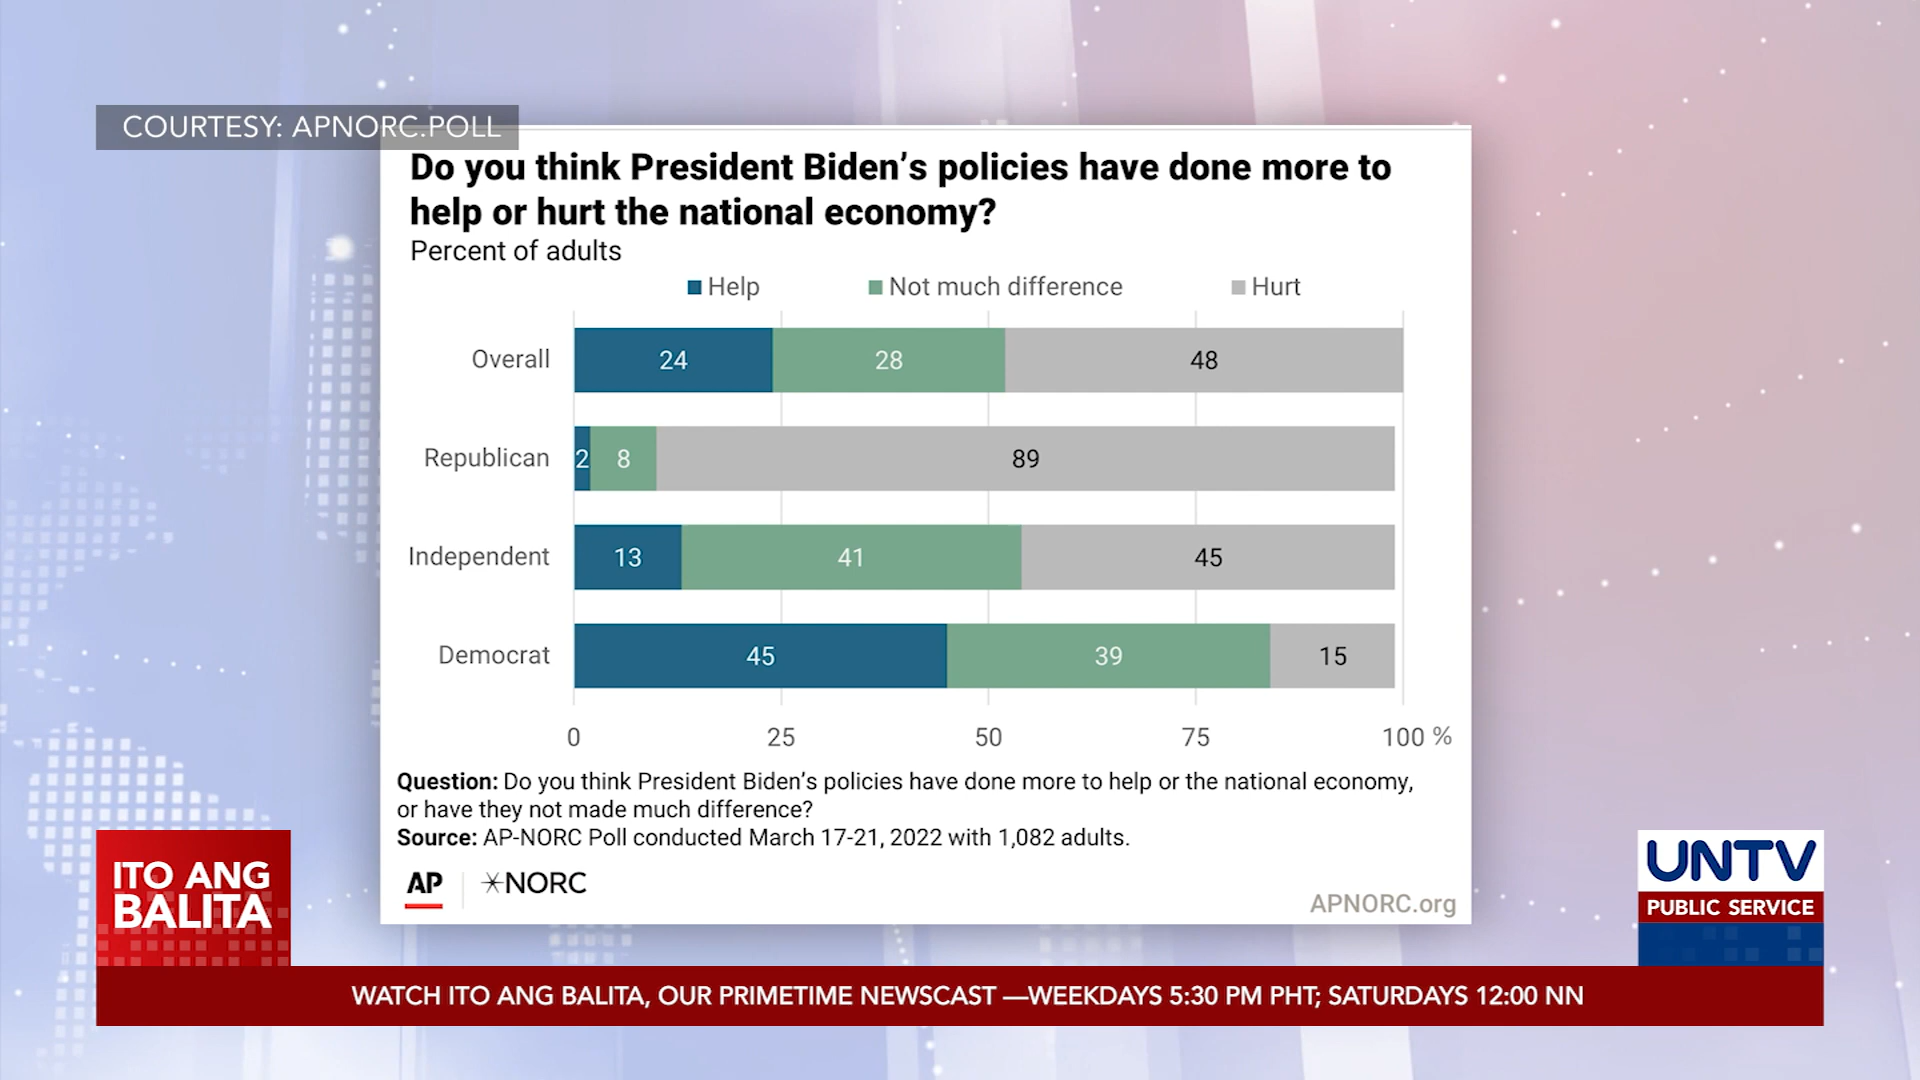 COURTESY: APNORC.POLL
Do you think President Biden’s policies have done more to
help or hurt the national economy?
Percent of adults
Help Not much difference Hurt
Overall 24 28 48
Republican 2 8 89
Independent 13 41 45
Democrat 45 39 15
0 25 50 75 100 %
Question: Do you think President Biden’s policies have done more to help or the national economy,
or have they not made much difference?
Source: AP-NORC Poll conducted March 17-21, 2022 with 1,082 adults.
AP NORC
APNORC.org
ITO ANG
BALITA
UNTV
PUBLIC SERVICE
WATCH ITO ANG BALITA, OUR PRIMETIME NEWSCAST —WEEKDAYS 5:30 PM PHT; SATURDAYS 12:00 NN